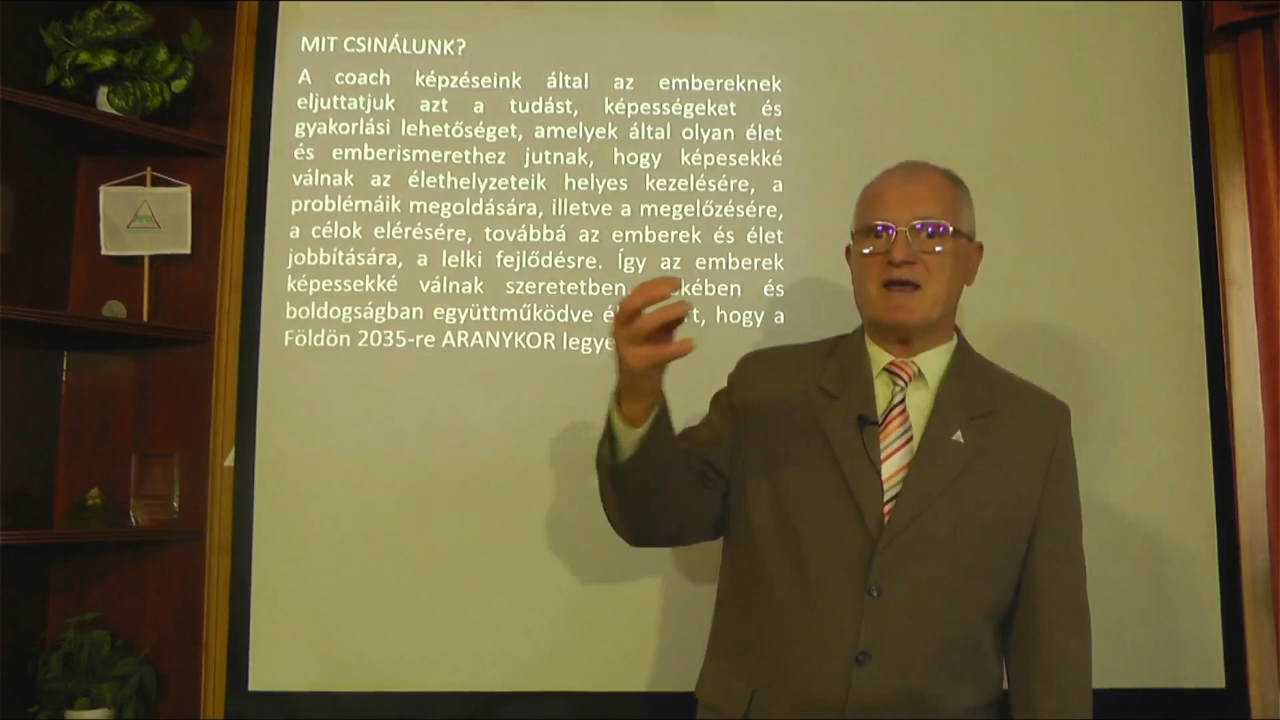 MIT CSINÁLUNK?
A coach képzéseink által az embereknek
eljuttatjuk azt a tudást, képességeket és
gyakorlási lehetőséget, amelyek által olyan élet
és emberismerethez jutnak, hogy képesekké
válnak az élethelyzeteik helyes kezelésére, a
problémáik megoldására, illetve a megelőzésére,
a célok elérésére, továbbá az emberek és élet
jobbítására, a lelki fejlődésre. Így az emberek
képessekké válnak szeretetben és
boldogságban együttműködve hogy a
Földön 2035-re ARANYKOR